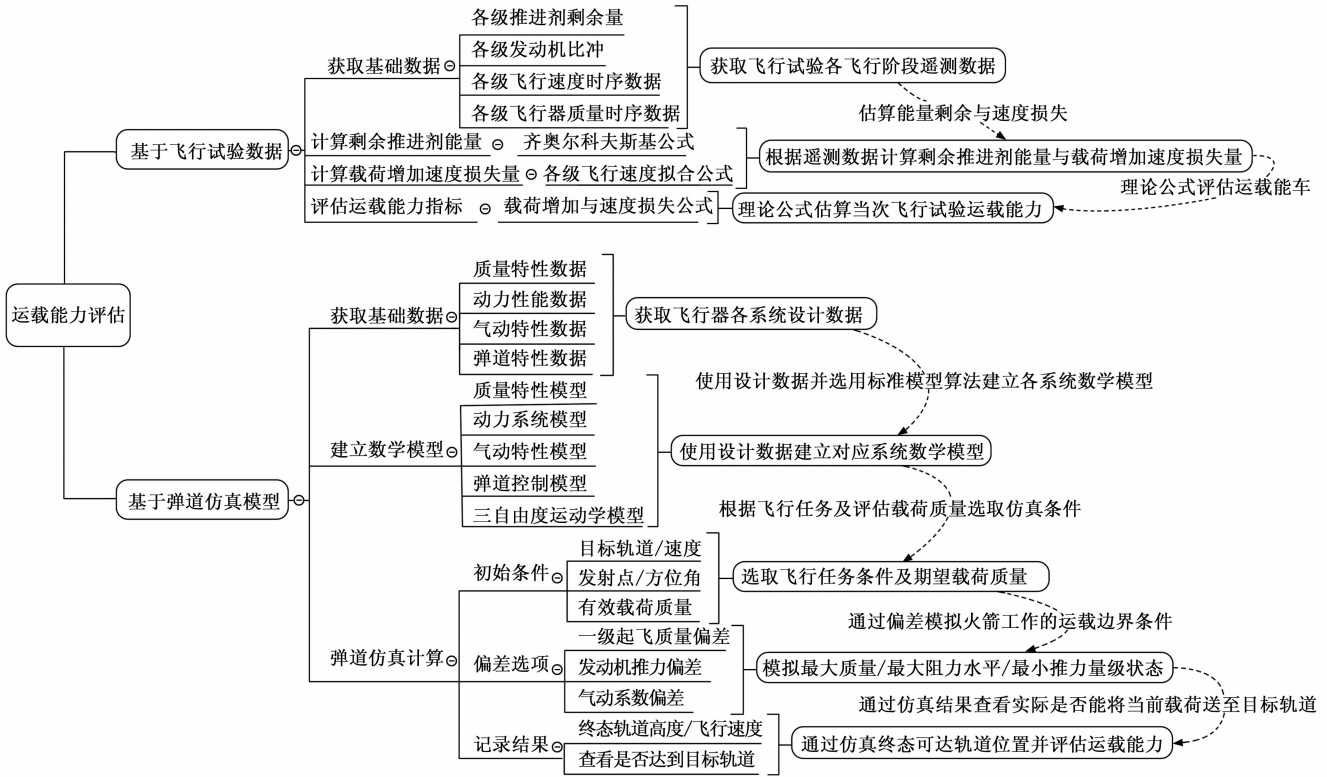 运载能力评估
基于飞行试验数据
获取基础数据
各级推进剂剩余量
各级发动机比冲
各级飞行速度时序数据
各级飞行器质量时序数据
获取飞行试验各飞行阶段遥测数据
估算能量剩余与速度损失
计算剩余推进剂能量
齐奥尔科夫斯基公式
计算载荷增加速度损失量
各级飞行速度拟合公式
根据遥测数据计算剩余推进剂能量与载荷增加速度损失量
理论公式评估运载能车
评估运载能力指标
载荷增加与速度损失公式
理论公式估算当次飞行试验运载能力
基于弹道仿真模型
获取基础数据
质量特性数据
动力性能数据
气动特性数据
弹道特性数据
获取飞行器各系统设计数据
使用设计数据并选用标准模型算法建立各系统数学模型
建立数学模型
质量特性模型
动力系统模型
气动特性模型
弹道控制模型
三自由度运动学模型
使用设计数据建立对应系统数学模型
根据飞行任务及评估载荷质量选取仿真条件
弹道仿真计算
初始条件
目标轨道/速度
发射点/方位角
有效载荷质量
选取飞行任务条件及期望载荷质量
通过偏差模拟火箭工作的运载边界条件
偏差选项
一级起飞质量偏差
发动机推力偏差
气动系数偏差
模拟最大质量/最大阻力水平/最小推力量级状态
通过仿真结果查看实际是否能将当前载荷送至目标轨道
记录结果
终态轨道高度/飞行速度
查看是否达到目标轨道
通过仿真终态可达轨道位置并评估运载能力